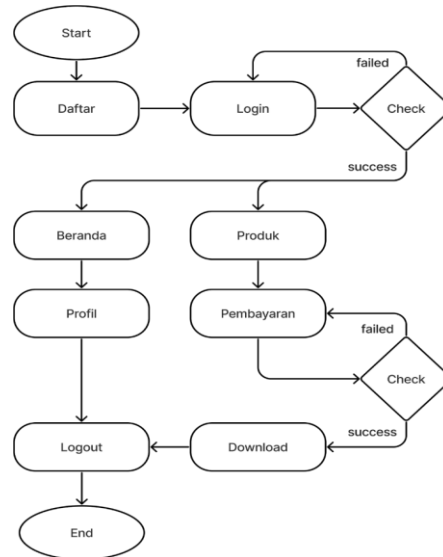 Start
failed
Daftar
Login
Check
success
Beranda
Produk
Profil
Pembayaran
failed
Check
success
Logout
Download
End